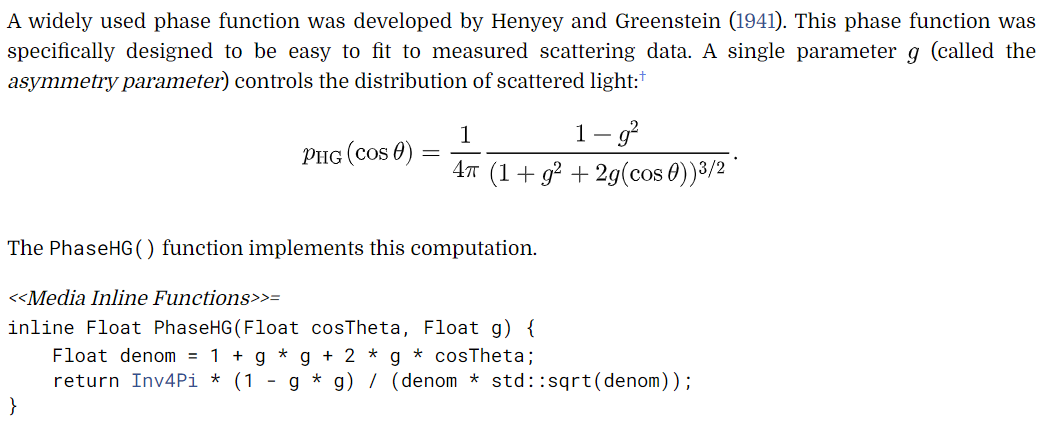 A widely used phase function was developed by Henyey and Greenstein (1941). This phase function was
specifically designed to be easy to fit to measured scattering data. A single parameter g (called the
asymmetry parameter) controls the distribution of scattered light:†
pHG(cos θ) = 1/4π (1 − g²)/(1 + g² + 2g(cos θ))^3/2.
The PhaseHG() function implements this computation.
<<Media Inline Functions>>=
inline Float PhaseHG(Float cosTheta, Float g) {
    Float denom = 1 + g * g + 2 * g * cosTheta;
    return Inv4Pi * (1 - g * g) / (denom * std::sqrt(denom));
}